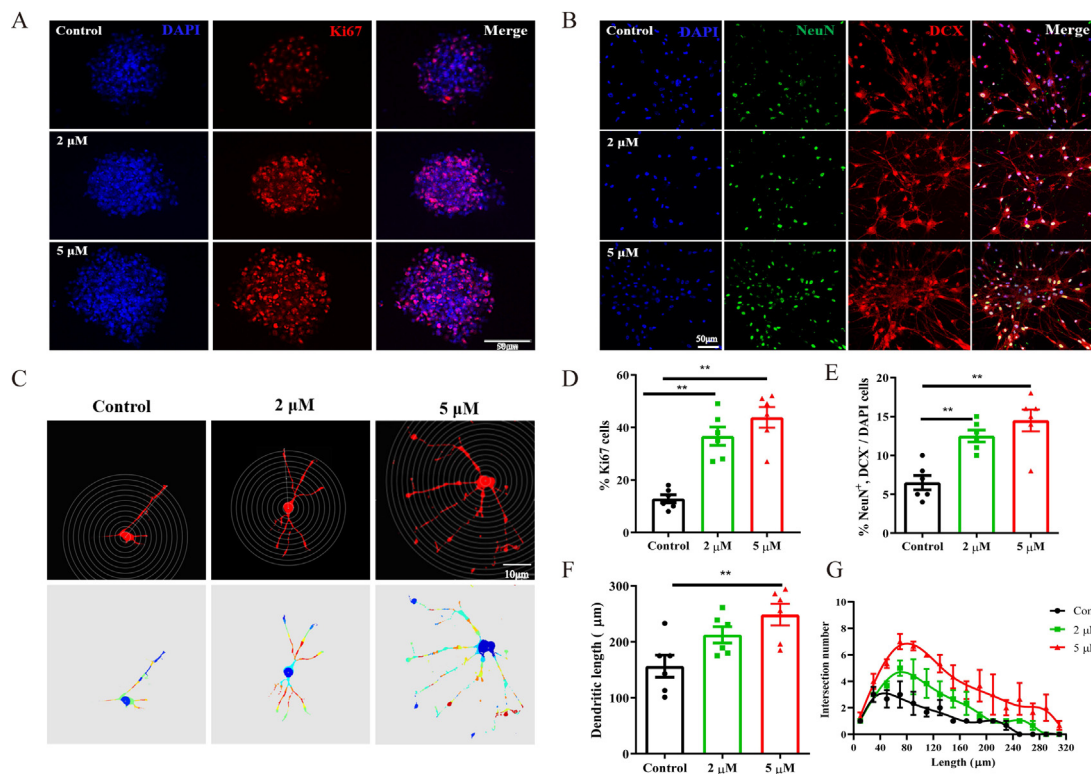 A
Control DAPI Ki67 Merge
2 μM
5 μM
50μm
B
Control DAPI NeuN DCX Merge
2 μM
5 μM
50μm
C
Control 2 μM 5 μM
10μm
D
% Ki67 cells
60
40
20
0
**
**
Control 2 μM 5 μM
E
% NeuN⁺, DCX⁻ / DAPI cells
20
15
10
5
0
**
**
Control 2 μM 5 μM
F
Dendritic length ( μm)
300
200
100
0
**
Control 2 μM 5 μM
G
Intersection number
10
8
6
4
2
0
0 40 80 120 160 200 240 280 320
Length (μm)
Con
2 μ
5 μ